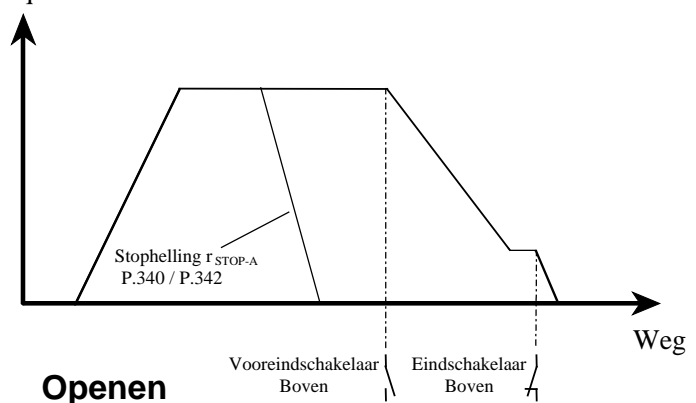 Stophelling r STOP-A
P.340 / P.342
Weg
Vooreindschakelaar
Boven
Eindschakelaar
Boven
Openen